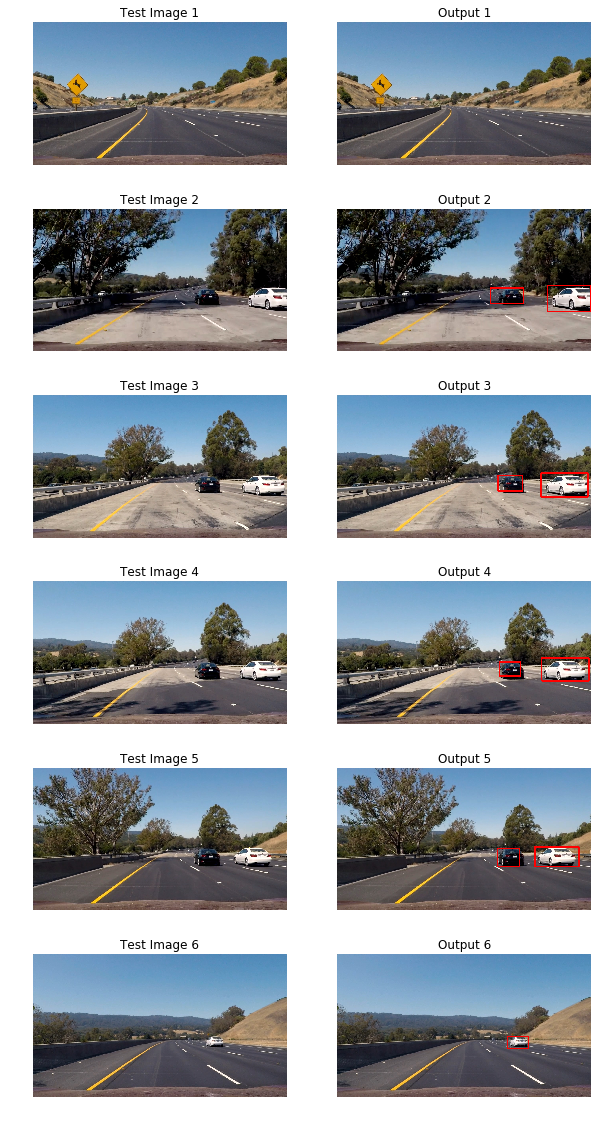 Test Image 1
Output 1
Test Image 2
Output 2
Test Image 3
Output 3
Test Image 4
Output 4
Test Image 5
Output 5
Test Image 6
Output 6